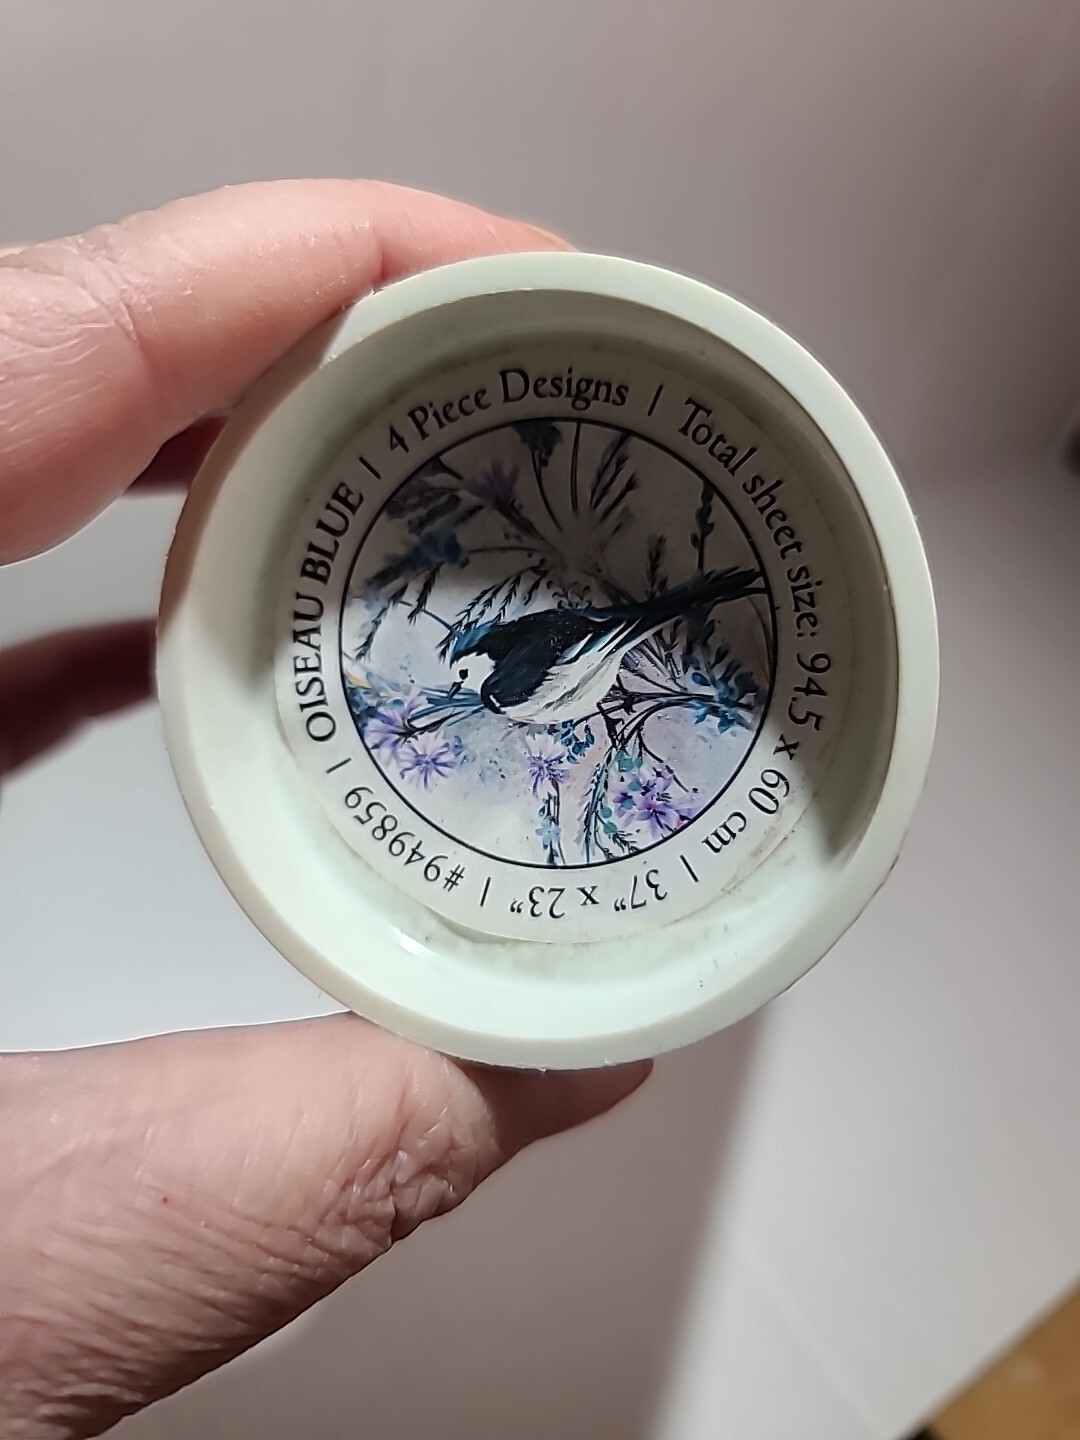 OISEAU BLUE | 4 Piece Designs | Total sheet size: 94.5 x 60 cm | 37" x 23" | #949859 |